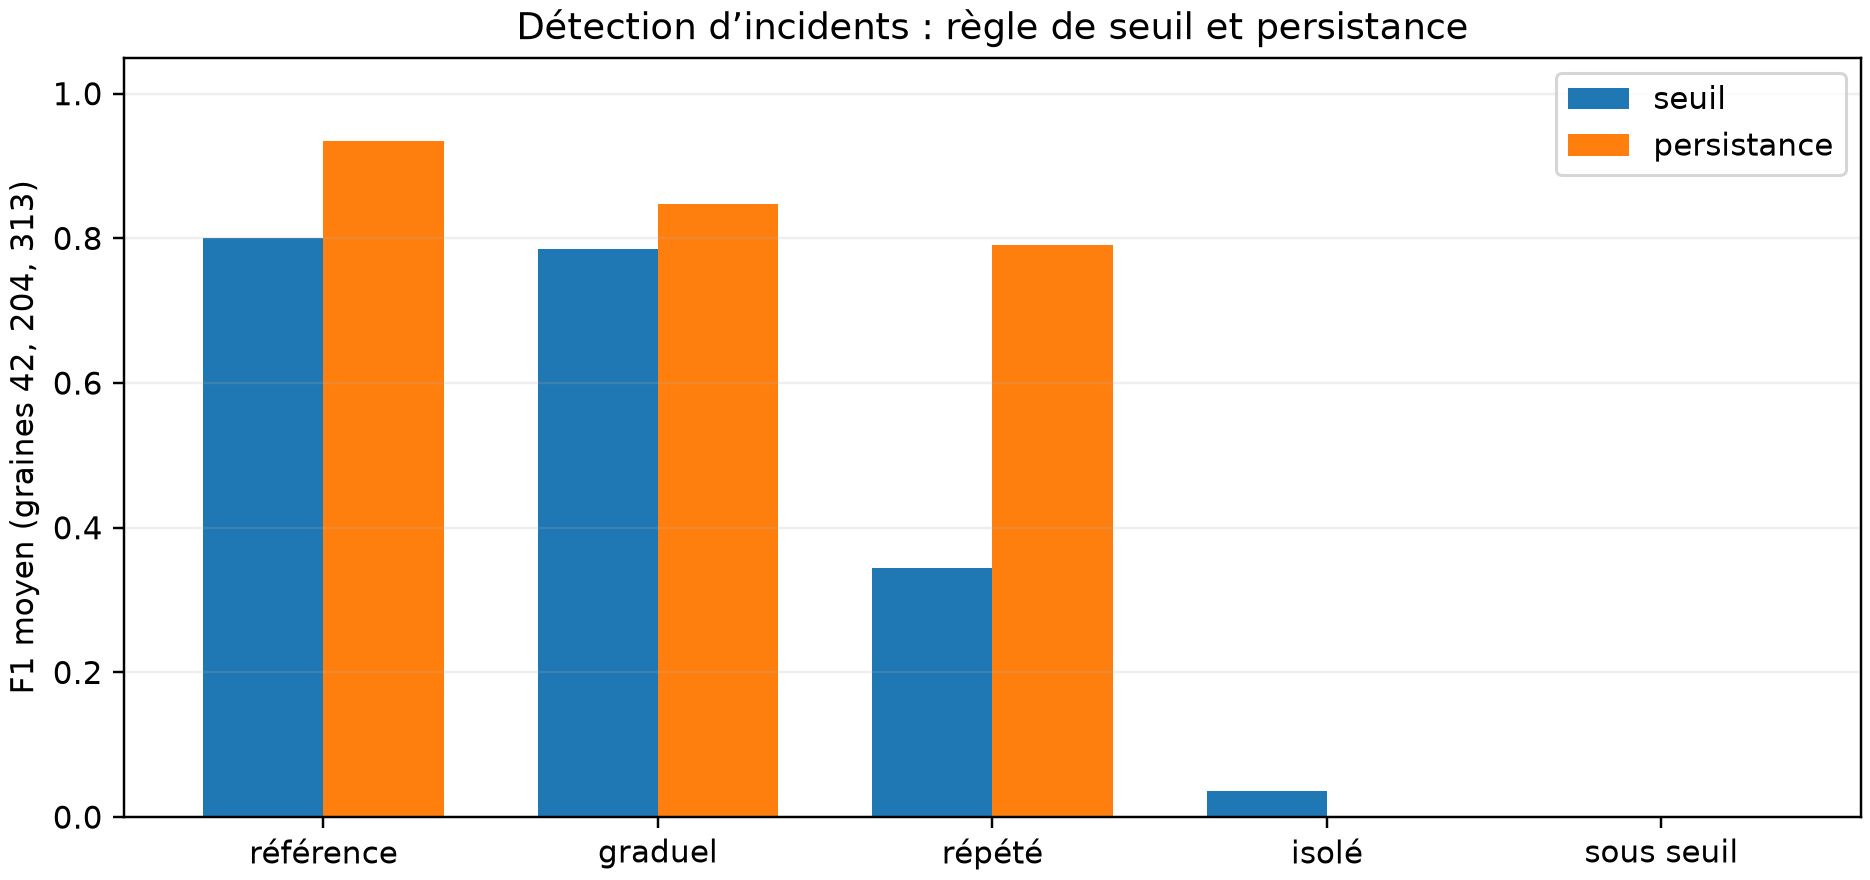 Détection d’incidents : règle de seuil et persistance
seuil
persistance
F1 moyen (graines 42, 204, 313)
1.0
0.8
0.6
0.4
0.2
0.0
référence
graduel
répété
isolé
sous seuil